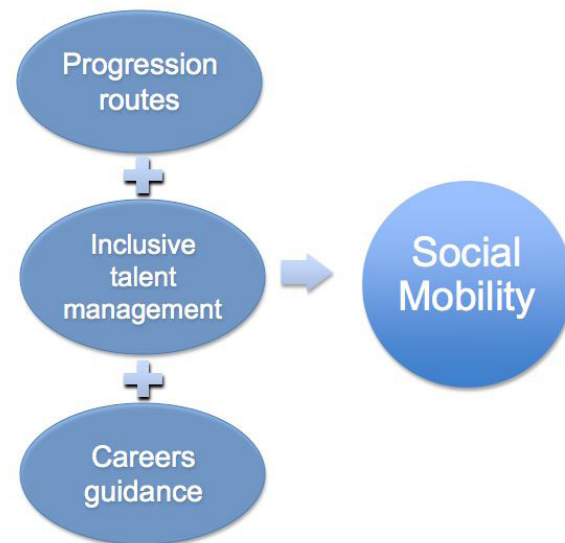 Progression
routes
Inclusive
talent
management
Careers
guidance
Social
Mobility